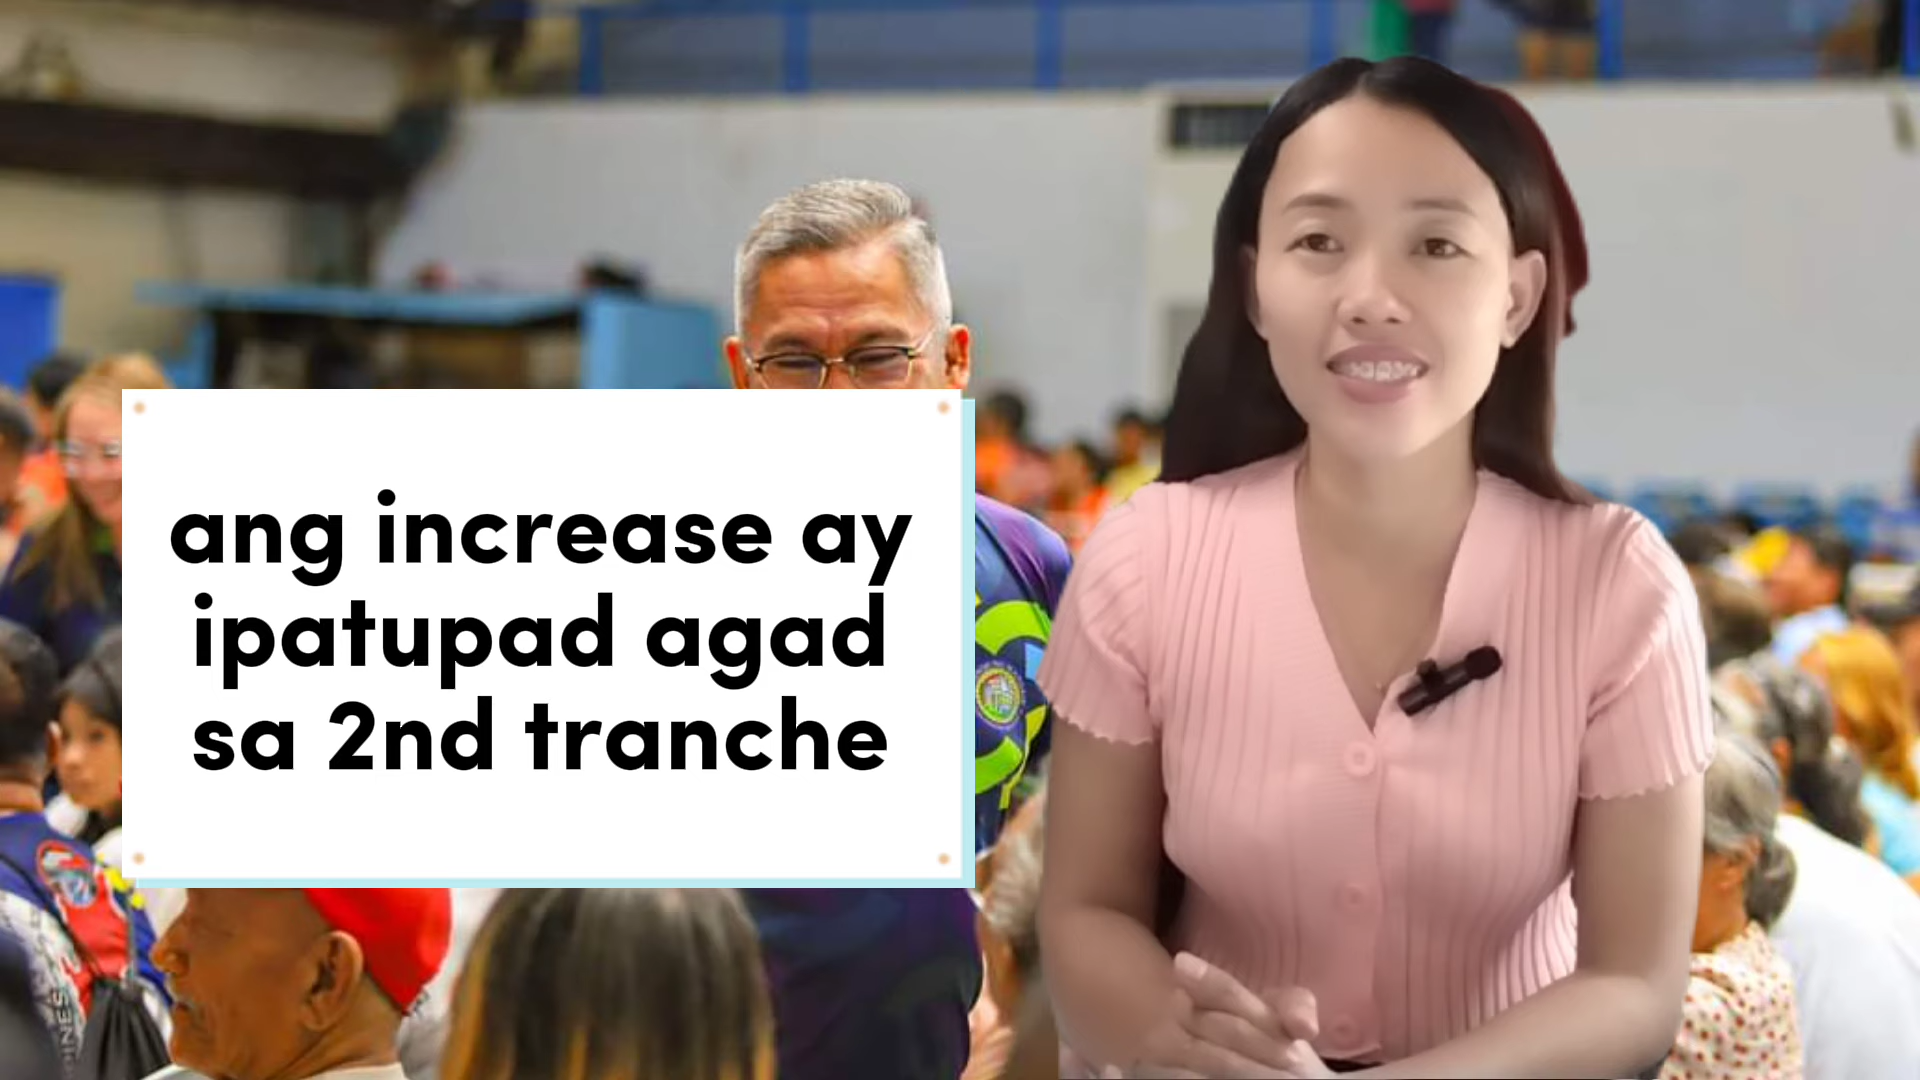 ang increase ay
ipatupad agad
sa 2nd tranche